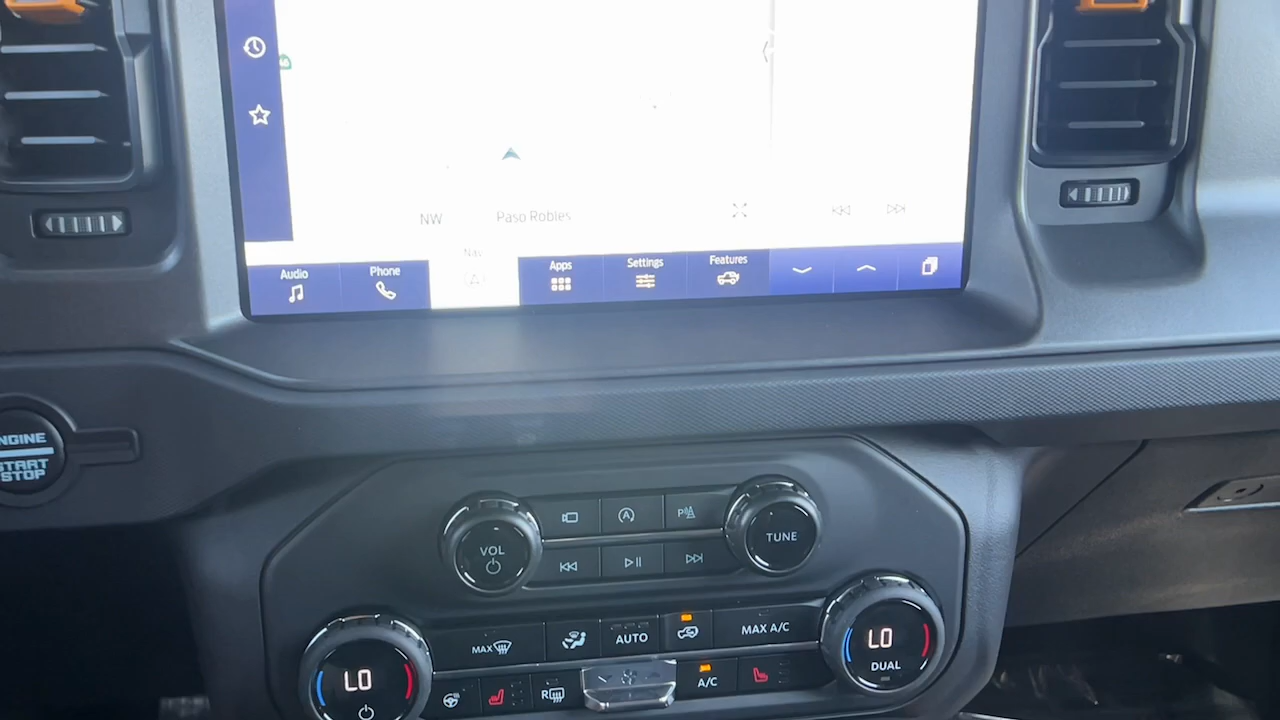 46
NW
Paso Robles
Nav
Audio
Phone
Apps
Settings
Features
ENGINE
START
STOP
VOL
TUNE
P
MAX
AUTO
MAX A/C
LO
LO
DUAL
R
A/C